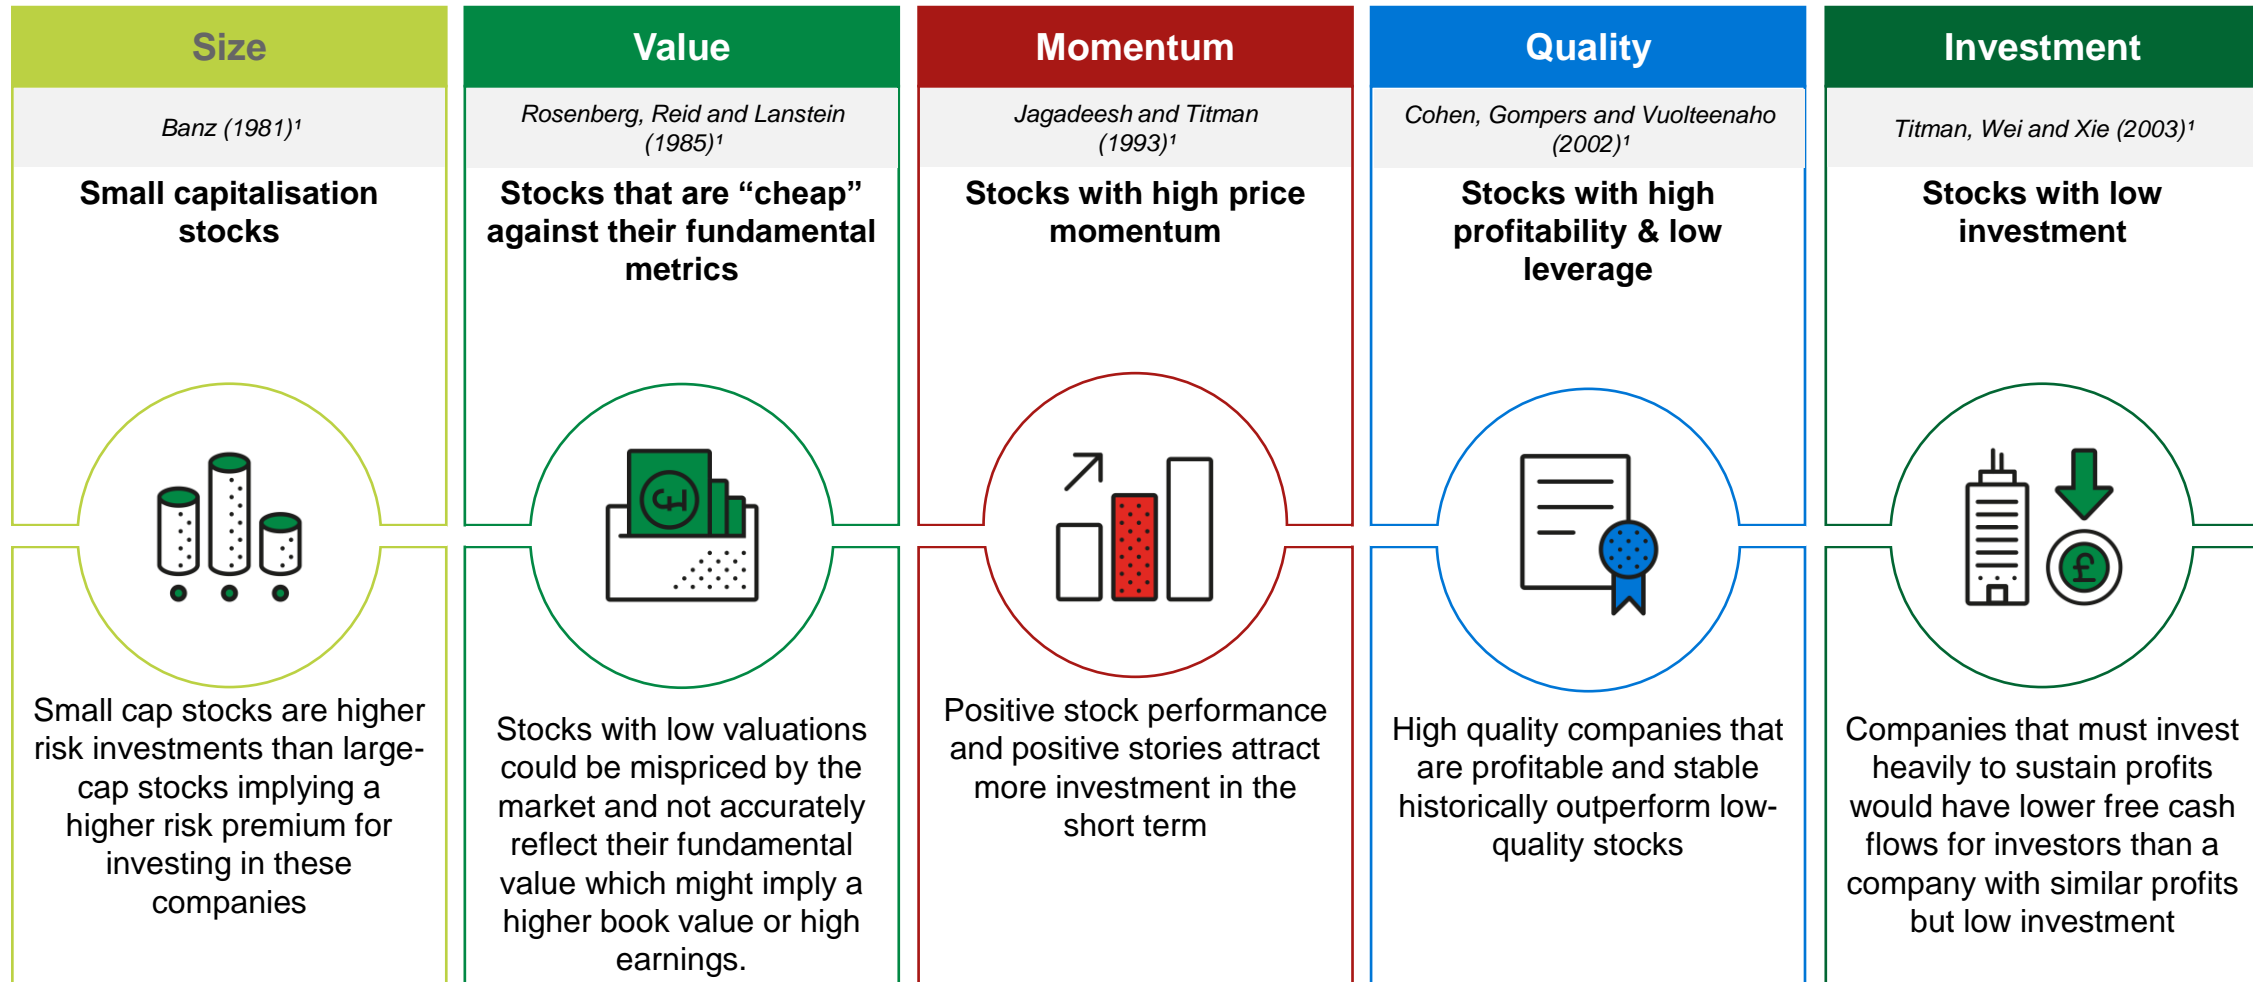 Size
Banz (1981)¹
Small capitalisation
stocks
Small cap stocks are higher
risk investments than large-
cap stocks implying a
higher risk premium for
investing in these
companies
Value
Rosenberg, Reid and Lanstein
(1985)¹
Stocks that are “cheap”
against their fundamental
metrics
£
Stocks with low valuations
could be mispriced by the
market and not accurately
reflect their fundamental
value which might imply a
higher book value or high
earnings.
Momentum
Jagadeesh and Titman
(1993)¹
Stocks with high price
momentum
Positive stock performance
and positive stories attract
more investment in the
short term
Quality
Cohen, Gompers and Vuolteenaho
(2002)¹
Stocks with high
profitability & low
leverage
High quality companies that
are profitable and stable
historically outperform low-
quality stocks
Investment
Titman, Wei and Xie (2003)¹
Stocks with low
investment
£
Companies that must invest
heavily to sustain profits
would have lower free cash
flows for investors than a
company with similar profits
but low investment